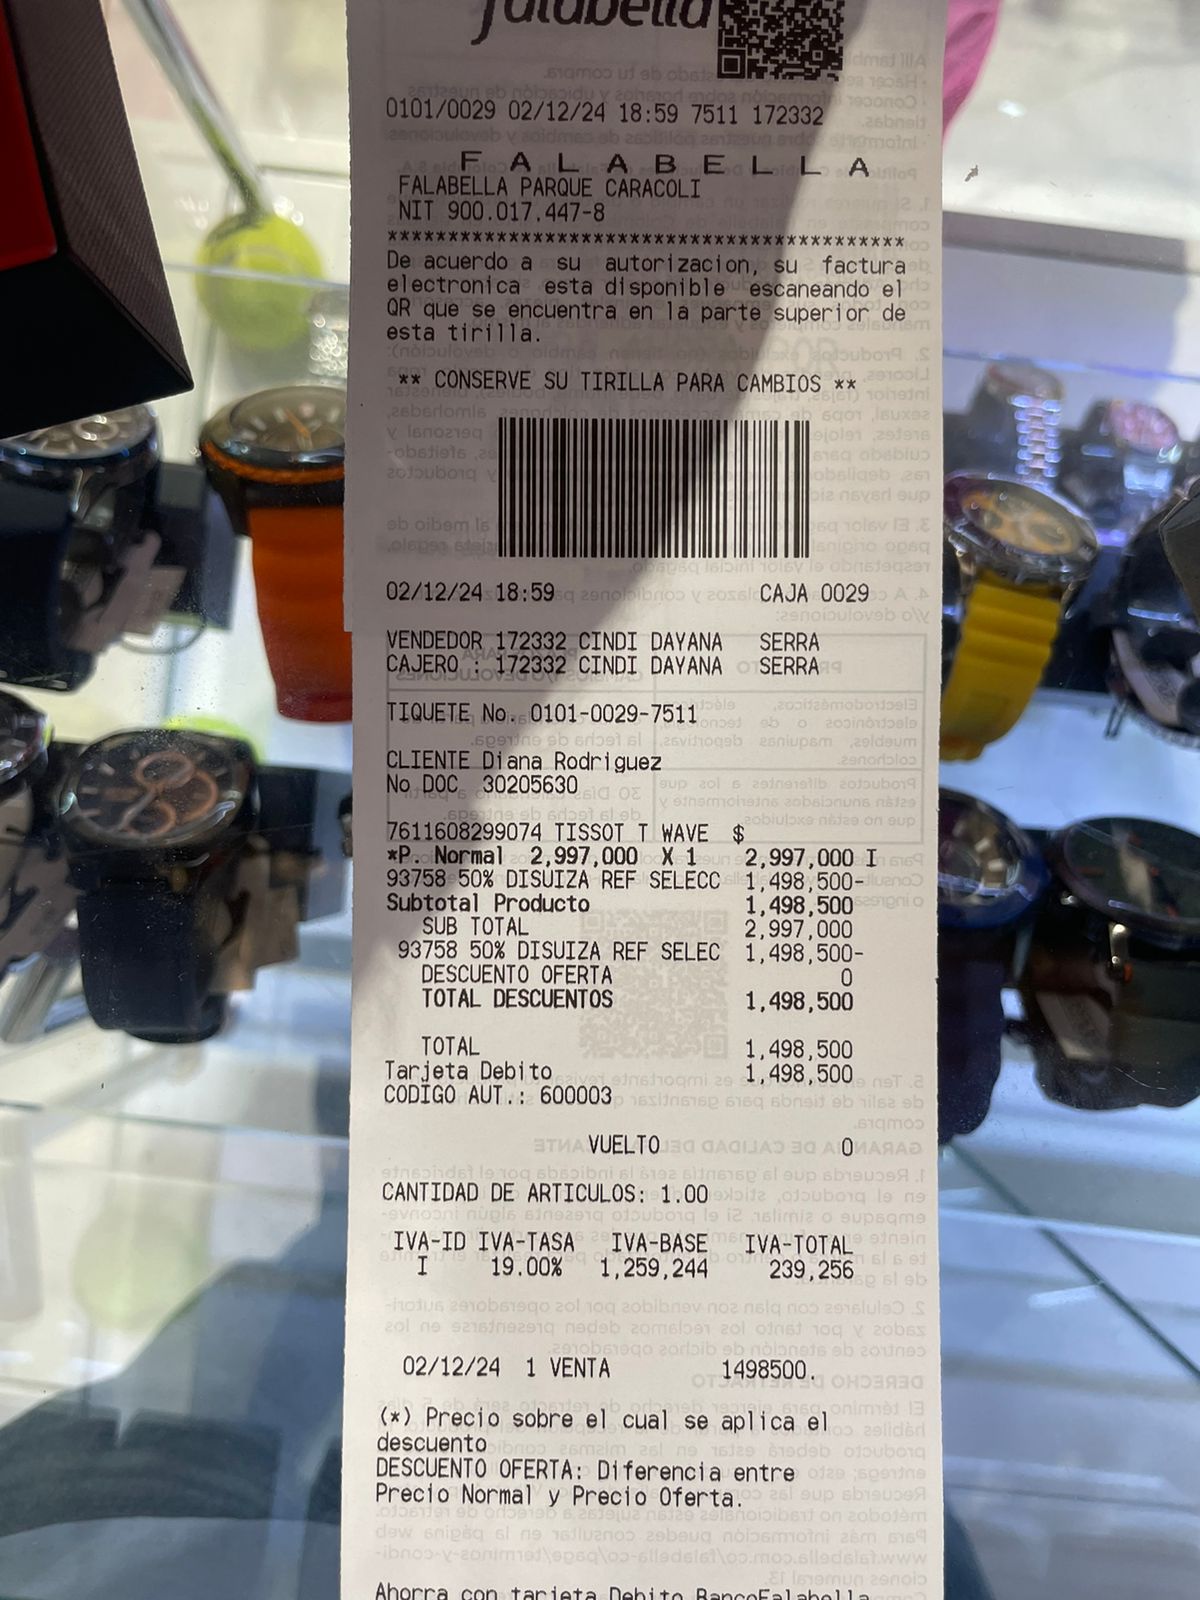 falabella
0101/0029 02/12/24 18:59 7511 172332
F A L A B E L L A
FALABELLA PARQUE CARACOLI
NIT 900.017.447-8
*******************************************
De acuerdo a su autorizacion, su factura
electronica esta disponible escaneando el
QR que se encuentra en la parte superior de
esta tirilla.
** CONSERVE SU TIRILLA PARA CAMBIOS **
02/12/24 18:59 CAJA 0029
VENDEDOR 172332 CINDI DAYANA SERRA
CAJERO : 172332 CINDI DAYANA SERRA
TIQUETE No. 0101-0029-7511
CLIENTE Diana Rodriguez
No DOC 30205630
7611608299074 TISSOT T WAVE $
*P. Normal 2,997,000 X 1 2,997,000 I
93758 50% DISUIZA REF SELECC 1,498,500-
Subtotal Producto 1,498,500
SUB TOTAL 2,997,000
93758 50% DISUIZA REF SELEC 1,498,500-
DESCUENTO OFERTA 0
TOTAL DESCUENTOS 1,498,500
TOTAL 1,498,500
Tarjeta Debito 1,498,500
CODIGO AUT.: 600003
VUELTO 0
CANTIDAD DE ARTICULOS: 1.00
IVA-ID IVA-TASA IVA-BASE IVA-TOTAL
I 19.00% 1,259,244 239,256
02/12/24 1 VENTA 1498500.
(*) Precio sobre el cual se aplica el
descuento
DESCUENTO OFERTA: Diferencia entre
Precio Normal y Precio Oferta.
Ahorra con tarjeta Debito BancoFalabella